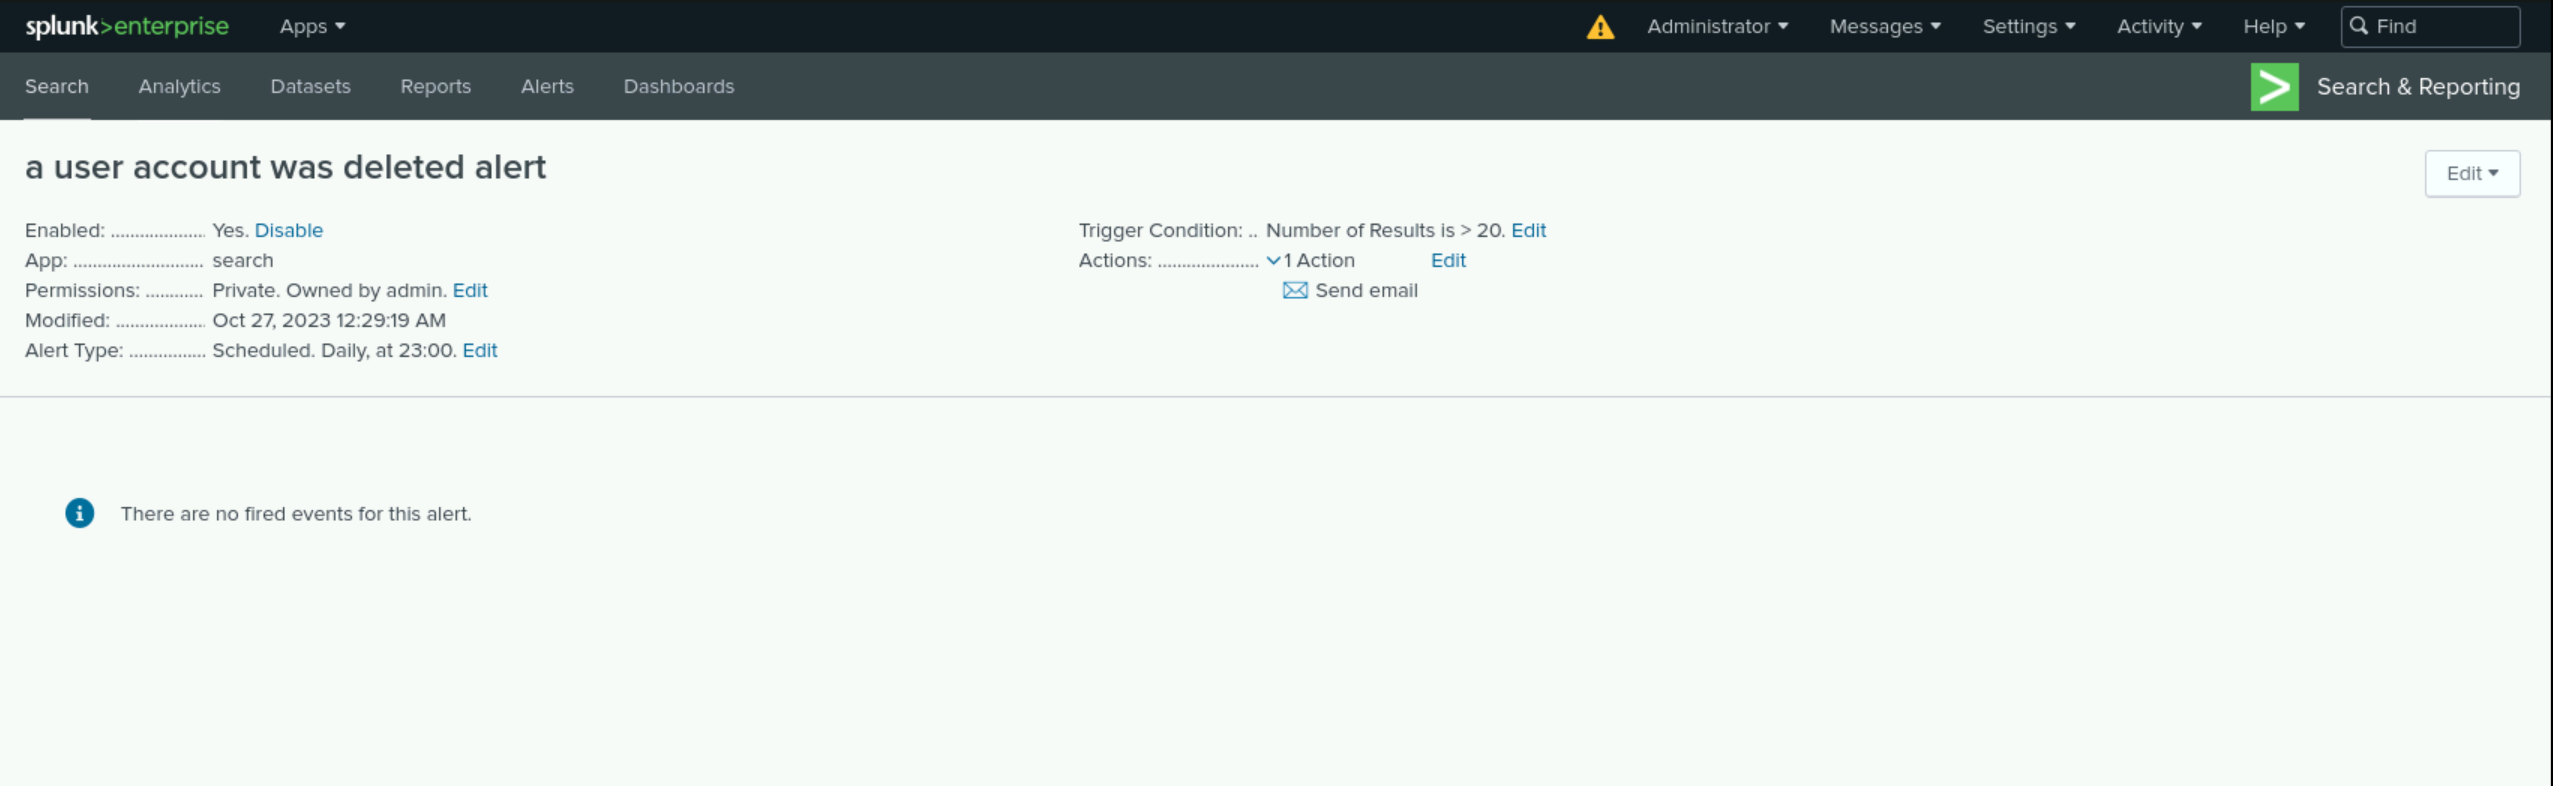 splunk>enterprise Apps Administrator Messages Settings Activity Help Find
Search Analytics Datasets Reports Alerts Dashboards Search & Reporting
a user account was deleted alert
Edit
Enabled: ................... Yes. Disable
App: .......................... search
Permissions: ............ Private. Owned by admin. Edit
Modified: .................. Oct 27, 2023 12:29:19 AM
Alert Type: ................ Scheduled. Daily, at 23:00. Edit
Trigger Condition: .. Number of Results is > 20. Edit
Actions: ..................... 1 Action Edit
Send email
There are no fired events for this alert.